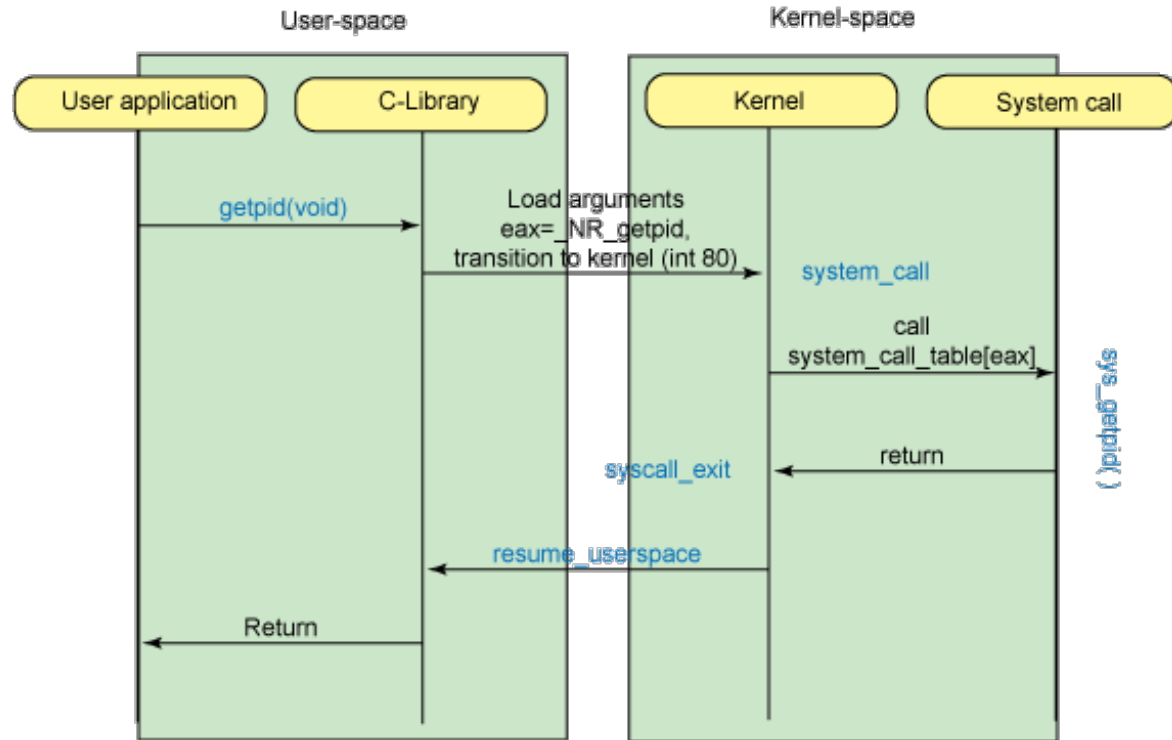 User-space
Kernel-space
User application
C-Library
Kernel
System call
getpid(void)
Load arguments
eax=_NR_getpid,
transition to kernel (int 80)
system_call
call
system_call_table[eax]
sys_getpid( )
return
syscall_exit
resume_userspace
Return